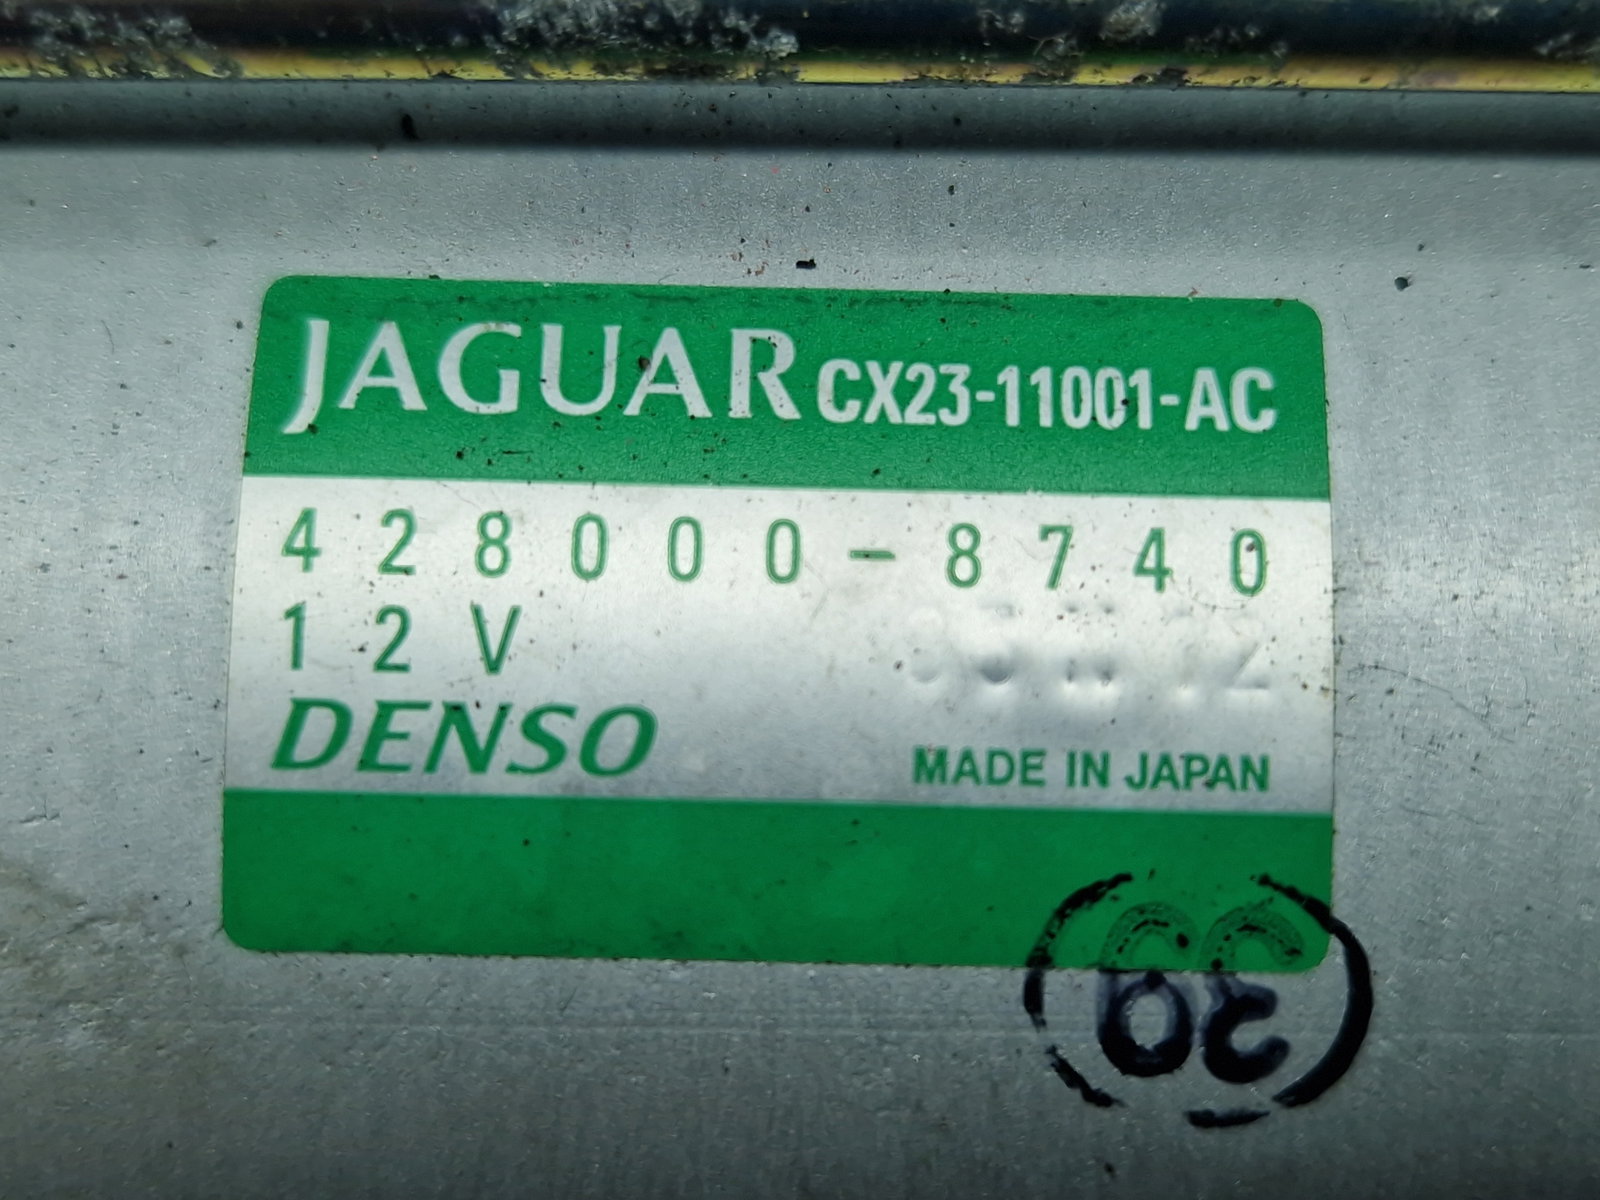 JAGUAR CX23-11001-AC
428000-8740
12V
DENSO MADE IN JAPAN